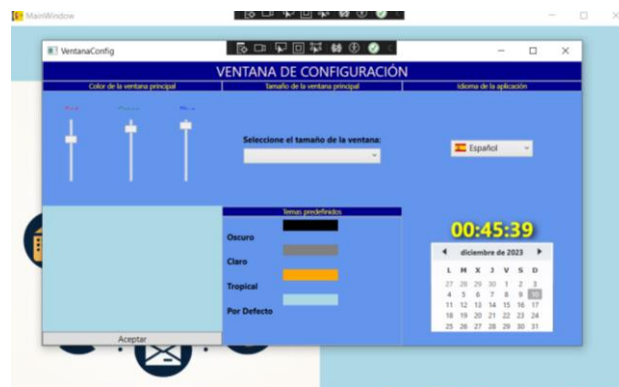 MainWindow
VentanaConfig
VENTANA DE CONFIGURACIÓN
Color de la ventana principal
Tamaño de la ventana principal
Idioma de la aplicación
Seleccione el tamaño de la ventana:
Español
Temas predefinidos
Oscuro
Claro
Tropical
Por Defecto
00:45:39
diciembre de 2023
L M X J V S D
27 28 29 30 1 2 3
4 5 6 7 8 9 10
11 12 13 14 15 16 17
18 19 20 21 22 23 24
25 26 27 28 29 30 31
Aceptar